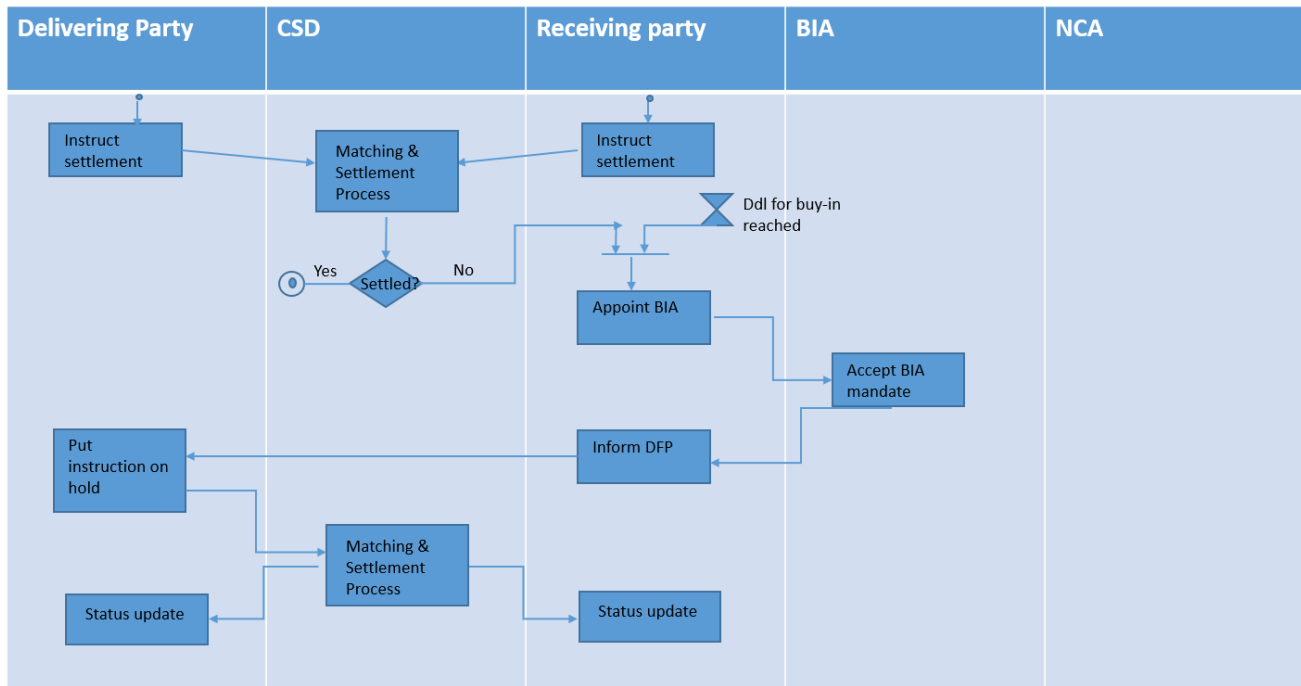 Delivering Party
CSD
Receiving party
BIA
NCA
Instruct
settlement
Matching &
Settlement
Process
Instruct
settlement
Ddl for buy-in
reached
Yes
Settled?
No
Appoint BIA
Accept BIA
mandate
Put
instruction on
hold
Inform DFP
Matching &
Settlement
Process
Status update
Status update